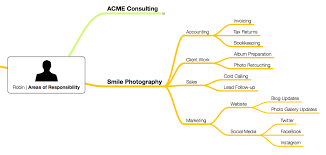 ACME Consulting
Robin | Areas of Responsibility
Smile Photography
Accounting
Invoicing
Tax Returns
Bookkeeping
Client Work
Album Preparation
Photo Retouching
Sales
Cold Calling
Lead Follow-up
Marketing
Website
Blog Updates
Photo Gallery Updates
Social Media
Twitter
FaceBook
Instagram